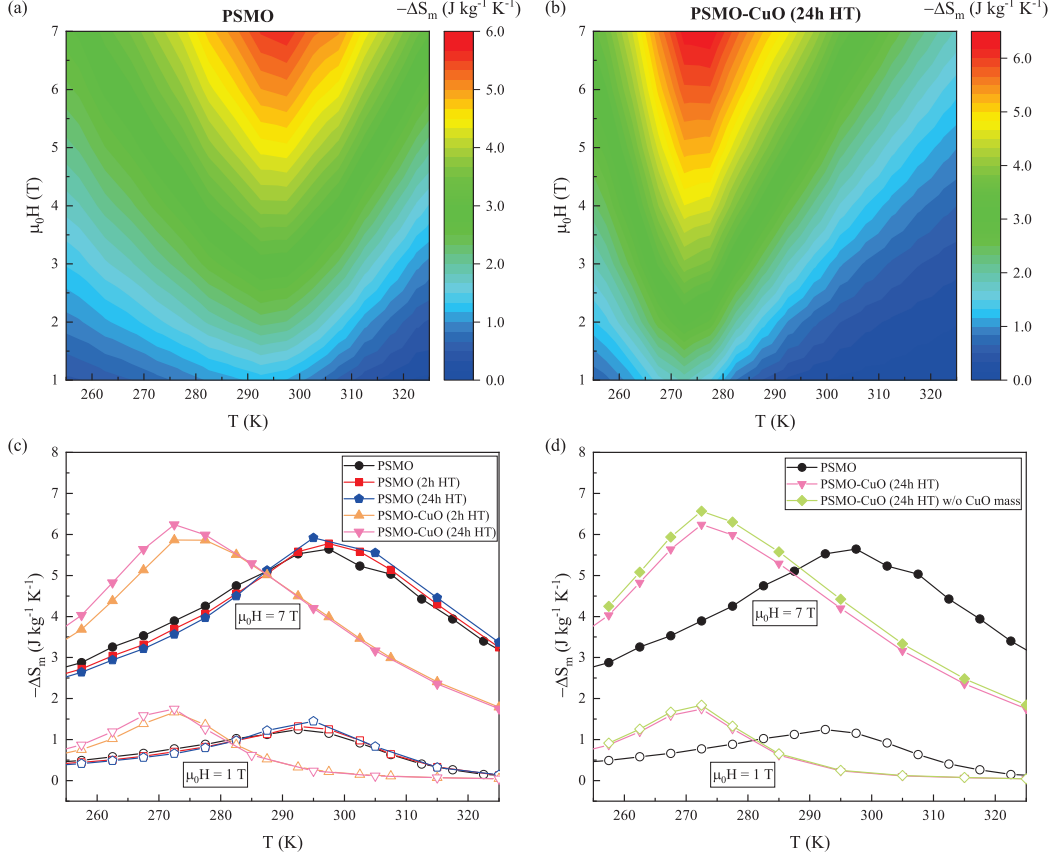 (a)
PSMO
−ΔSm (J kg-1 K-1)
7
6
5
4
3
2
1
μ0H (T)
260 270 280 290 300 310 320
T (K)
6.0
5.0
4.0
3.0
2.0
1.0
0.0
(b)
PSMO-CuO (24h HT)
−ΔSm (J kg-1 K-1)
7
6
5
4
3
2
1
μ0H (T)
260 270 280 290 300 310 320
T (K)
6.0
5.0
4.0
3.0
2.0
1.0
0.0
(c)
8
7
6
5
4
3
2
1
0
−ΔSm (J kg-1 K-1)
PSMO
PSMO (2h HT)
PSMO (24h HT)
PSMO-CuO (2h HT)
PSMO-CuO (24h HT)
μ0H = 7 T
μ0H = 1 T
260 270 280 290 300 310 320
T (K)
(d)
8
7
6
5
4
3
2
1
0
−ΔSm (J kg-1 K-1)
PSMO
PSMO-CuO (24h HT)
PSMO-CuO (24h HT) w/o CuO mass
μ0H = 7 T
μ0H = 1 T
260 270 280 290 300 310 320
T (K)